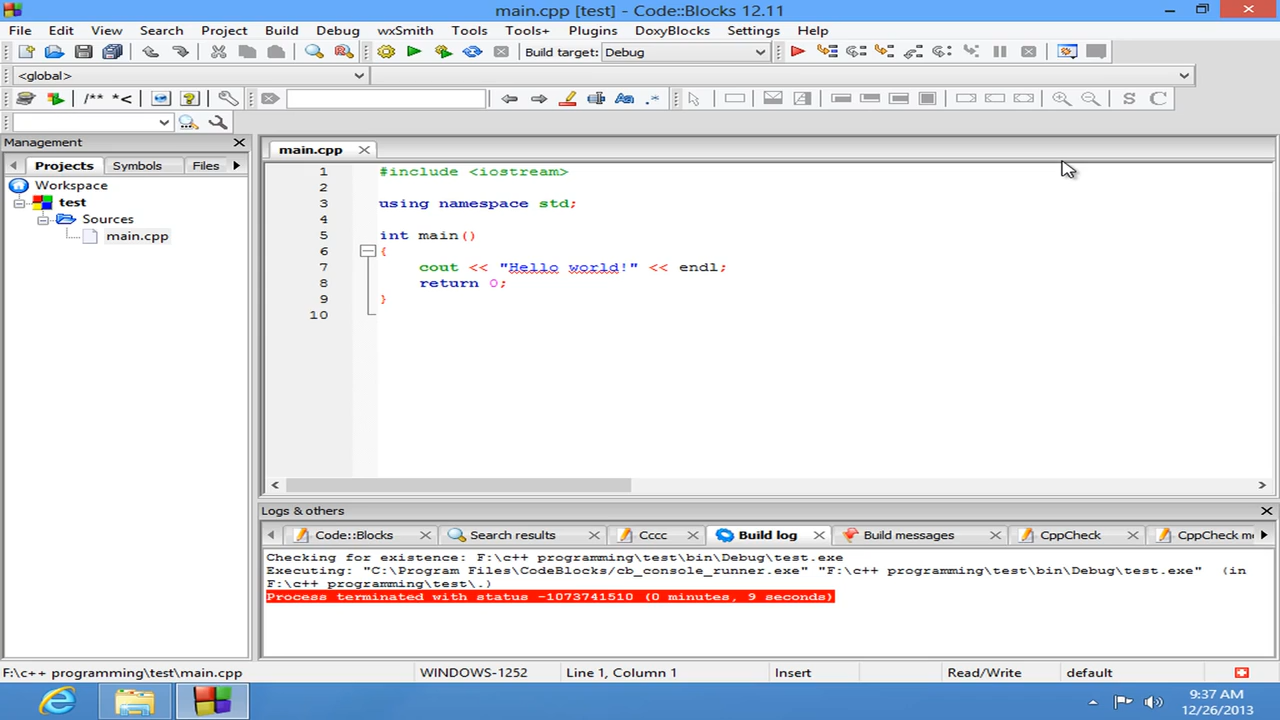 main.cpp [test] - Code::Blocks 12.11
File Edit View Search Project Build Debug wxSmith Tools Tools+ Plugins DoxyBlocks Settings Help
Build target: Debug
<global>
/** *< Aa .* S C
Management
Projects Symbols Files
Workspace
test
Sources
main.cpp
main.cpp
1 #include <iostream>
2
3 using namespace std;
4
5 int main()
6 {
7 cout << "Hello world!" << endl;
8 return 0;
9 }
10
Logs & others
Code::Blocks Search results Cccc Build log Build messages CppCheck CppCheck me
Checking for existence: F:\c++ programming\test\bin\Debug\test.exe
Executing: "C:\Program Files\CodeBlocks/cb_console_runner.exe" "F:\c++ programming\test\bin\Debug\test.exe" (in
F:\c++ programming\test\.)
Process terminated with status -1073741510 (0 minutes, 9 seconds)
F:\c++ programming\test\main.cpp WINDOWS-1252 Line 1, Column 1 Insert Read/Write default
9:37 AM
12/26/2013